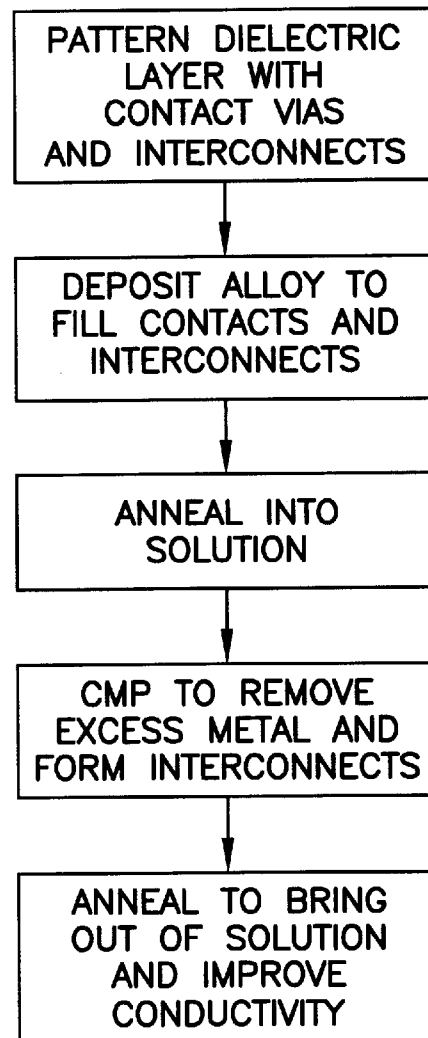 PATTERN DIELECTRIC
LAYER WITH
CONTACT VIAS
AND INTERCONNECTS
DEPOSIT ALLOY TO
FILL CONTACTS AND
INTERCONNECTS
ANNEAL INTO
SOLUTION
CMP TO REMOVE
EXCESS METAL AND
FORM INTERCONNECTS
ANNEAL TO BRING
OUT OF SOLUTION
AND IMPROVE
CONDUCTIVITY